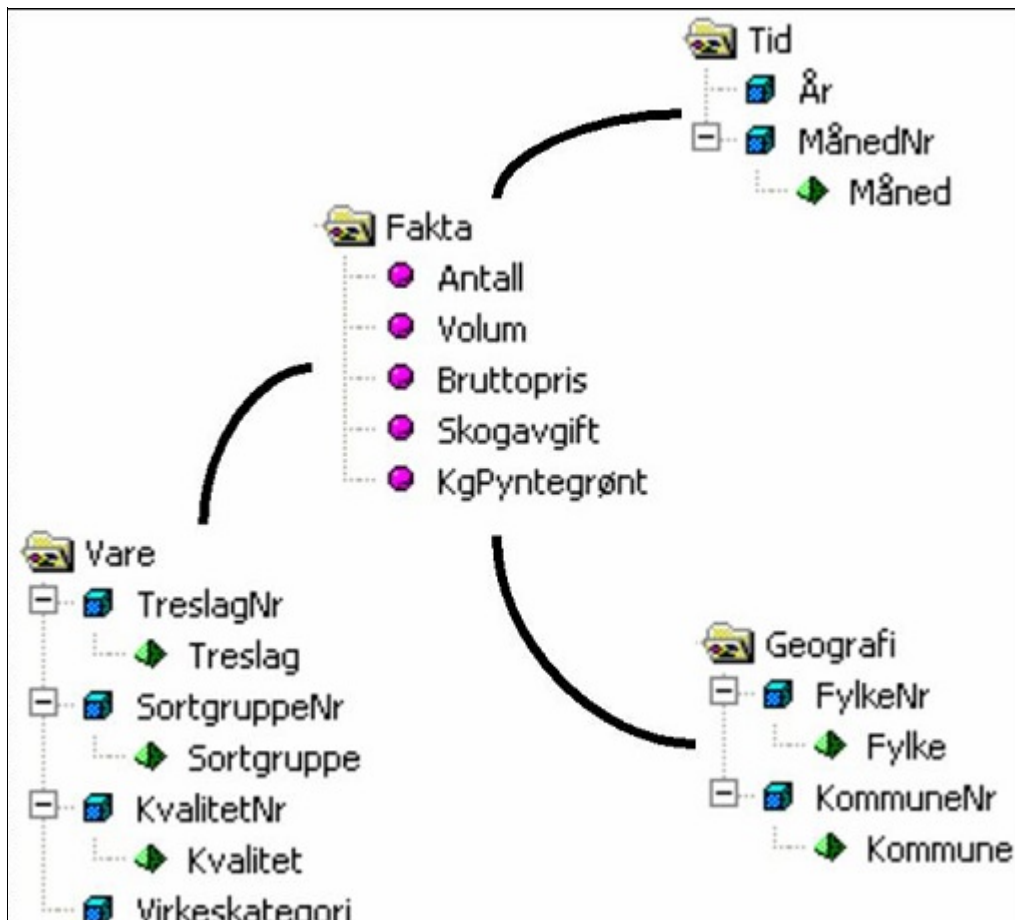 Tid
År
MånedNr
Måned
Fakta
Antall
Volum
Bruttopris
Skogavgift
KgPyntegrønt
Vare
TreslagNr
Treslag
SortgruppeNr
Sortgruppe
KvalitetNr
Kvalitet
Virkeskategori
Geografi
FylkeNr
Fylke
KommuneNr
Kommune